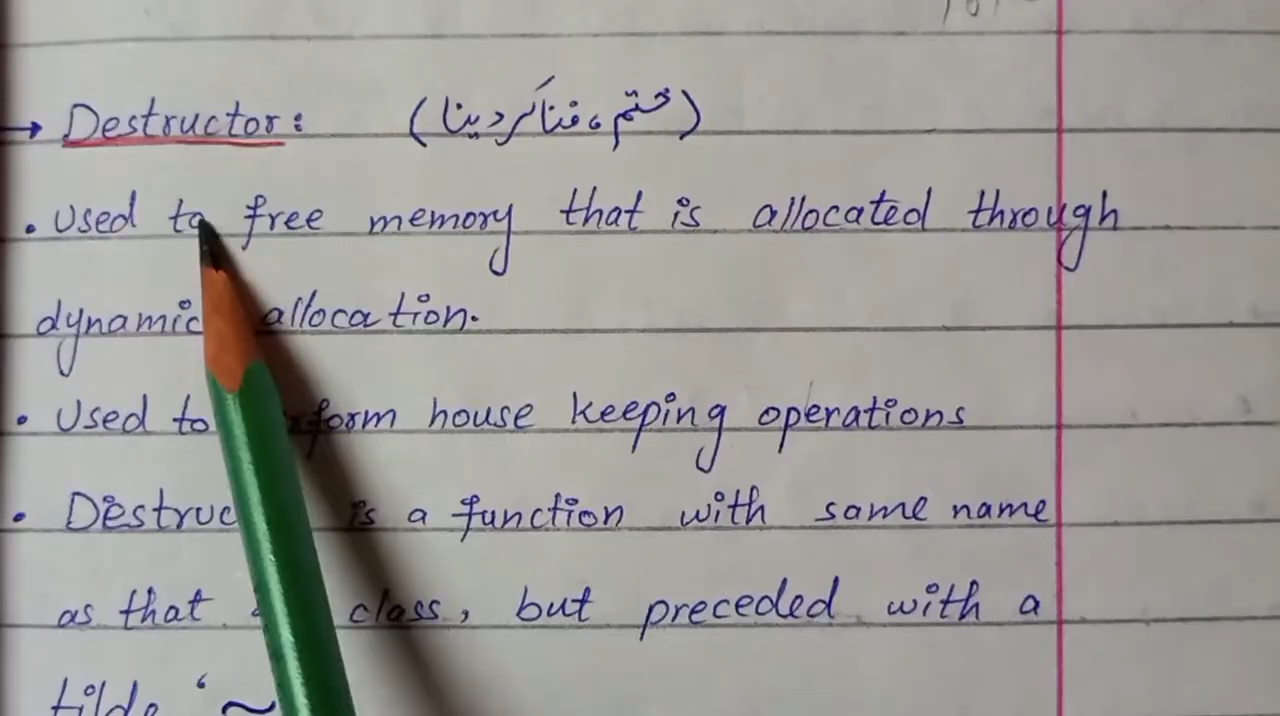 → Destructor: (ختم، فنا کر دینا)
• Used to free memory that is allocated through
dynamic allocation.
• Used to form house keeping operations
• Destruc is a function with same name
as that class, but preceded with a
tilde ‘~